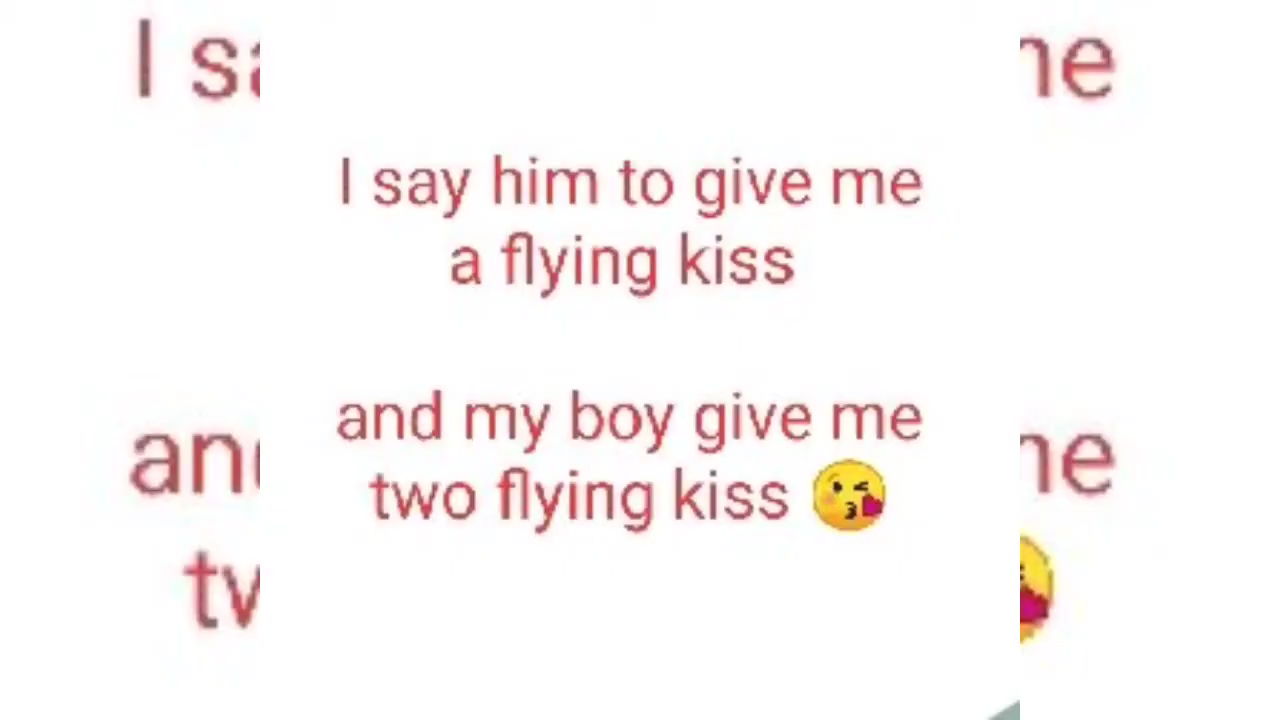 I say him to give me
a flying kiss
and my boy give me
two flying kiss 😘